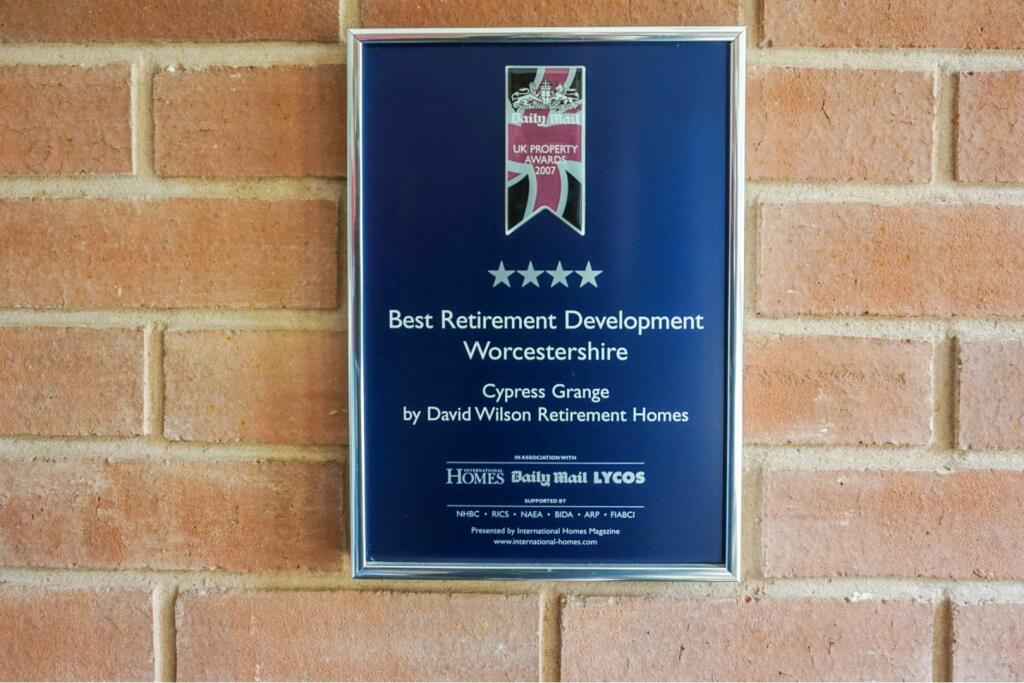 Daily Mail
UK PROPERTY
AWARDS
2007
Best Retirement Development
Worcestershire
Cypress Grange
by David Wilson Retirement Homes
IN ASSOCIATION WITH
INTERNATIONAL
HOMES Daily Mail LYCOS
SUPPORTED BY
NHBC • RICS • NAEA • BIDA • ARP • FIABCI
Presented by International Homes Magazine
www.international-homes.com